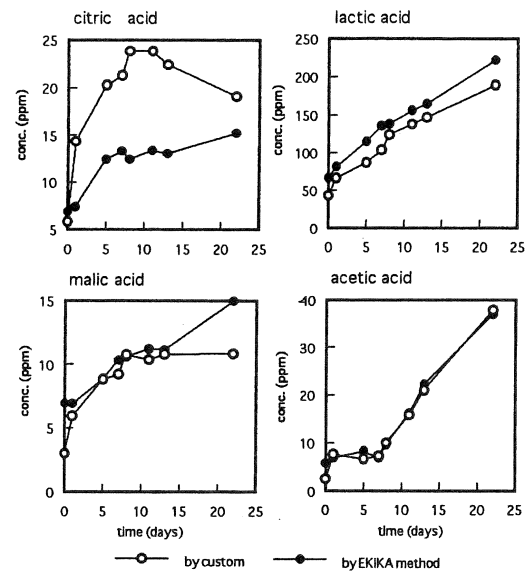 citric acid
conc. (ppm)
25
20
15
10
5
0 5 10 15 20 25
lactic acid
conc. (ppm)
250
200
150
100
50
0
0 5 10 15 20 25
malic acid
conc. (ppm)
15
10
5
0
0 5 10 15 20 25
time (days)
acetic acid
conc. (ppm)
40
30
20
10
0
0 5 10 15 20 25
time (days)
by custom by EKiKA method